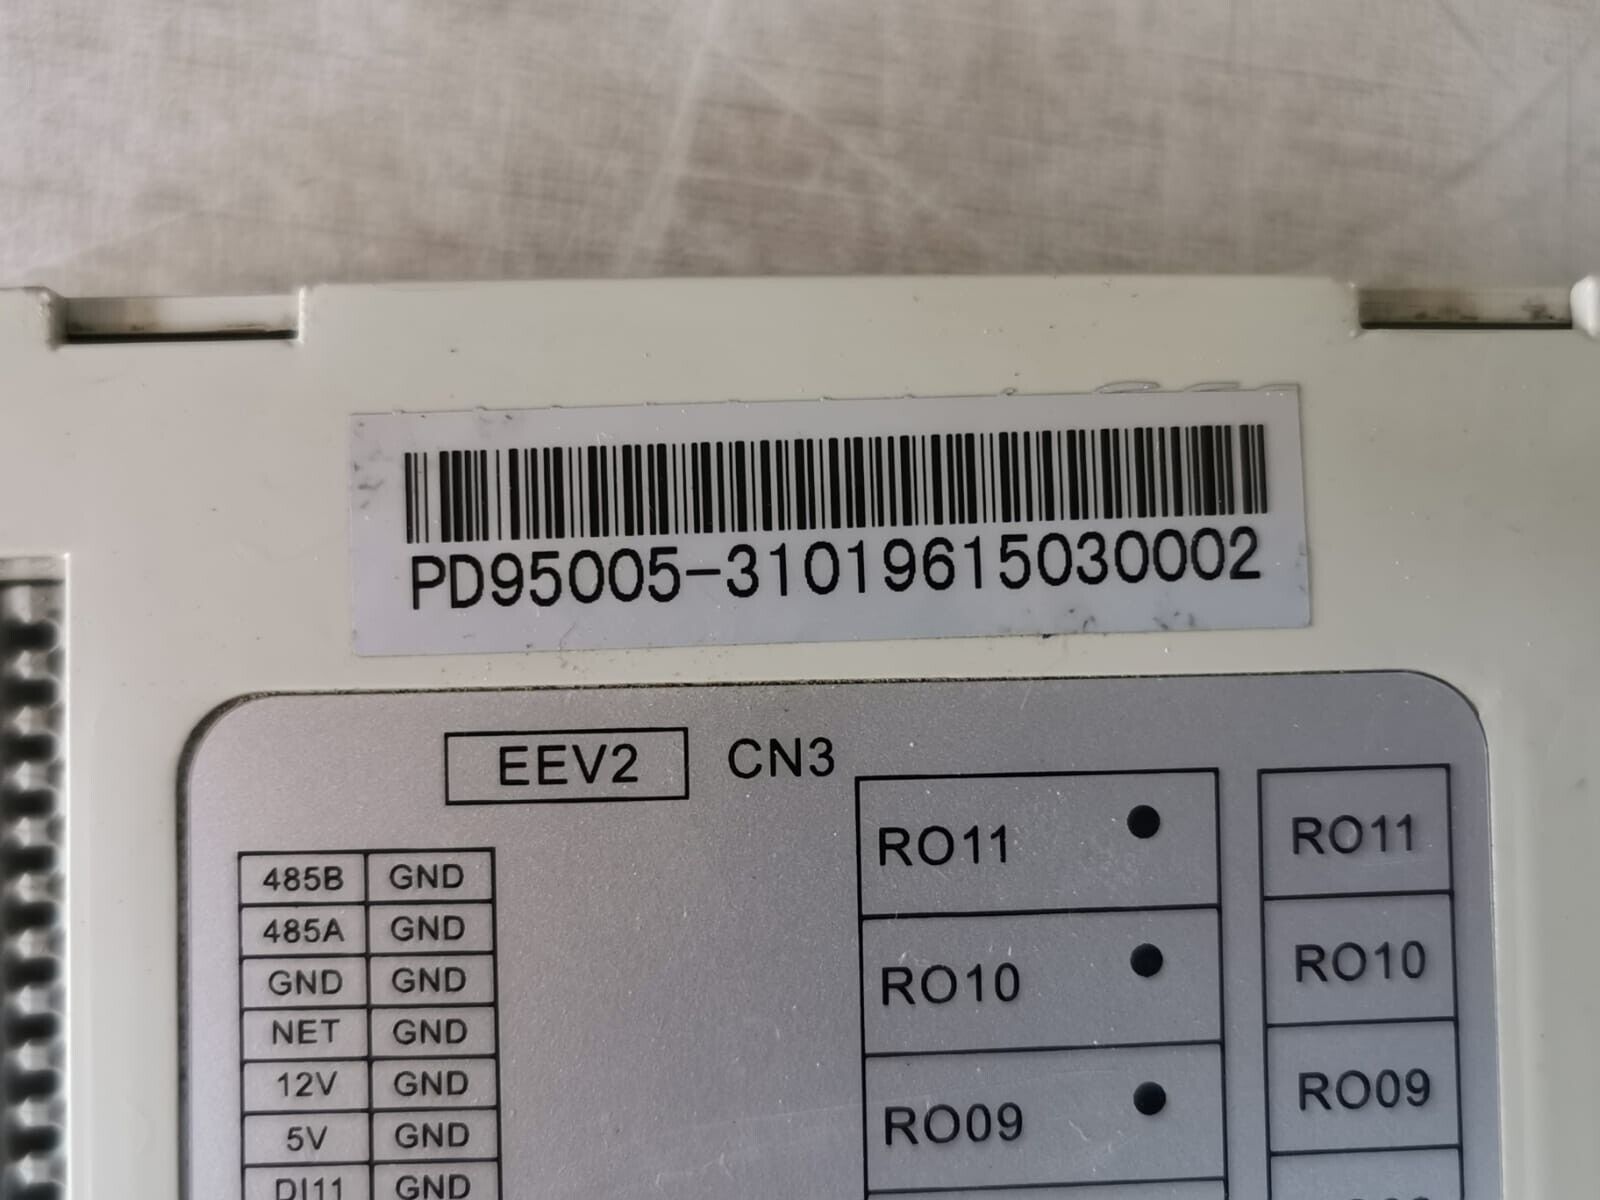 PD95005-31019615030002
EEV2 CN3
RO11 RO11
485B GND
485A GND
RO10 RO10
GND GND
NET GND
12V GND
RO09 RO09
5V GND
DI11 GND